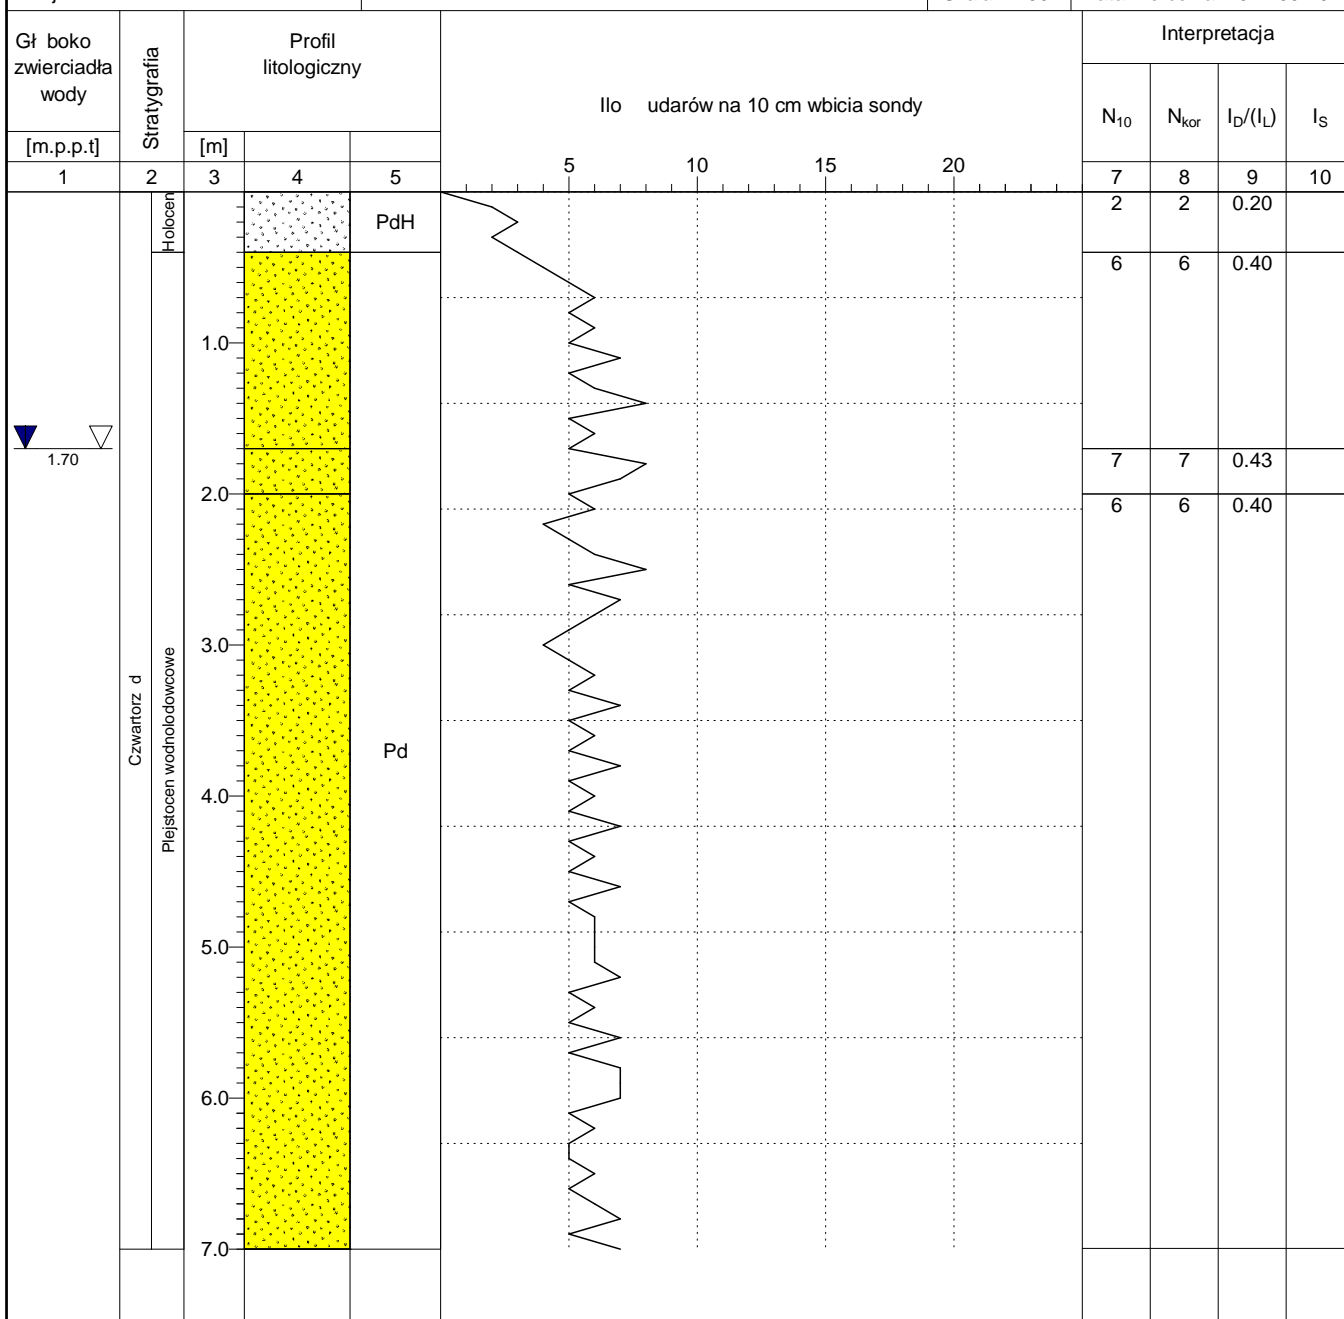 Gł boko
zwierciadła
wody
[m.p.p.t]
Stratygrafia
Profil
litologiczny
[m]
Ilo udarów na 10 cm wbicia sondy
Interpretacja
N10 Nkor ID/(IL) IS
5 10 15 20
1 2 3 4 5 7 8 9 10
Holocen
PdH
2 2 0.20
6 6 0.40
1.0
1.70
7 7 0.43
2.0
6 6 0.40
3.0
Czwartorz d
Plejstocen wodnolodowcowe
Pd
4.0
5.0
6.0
7.0